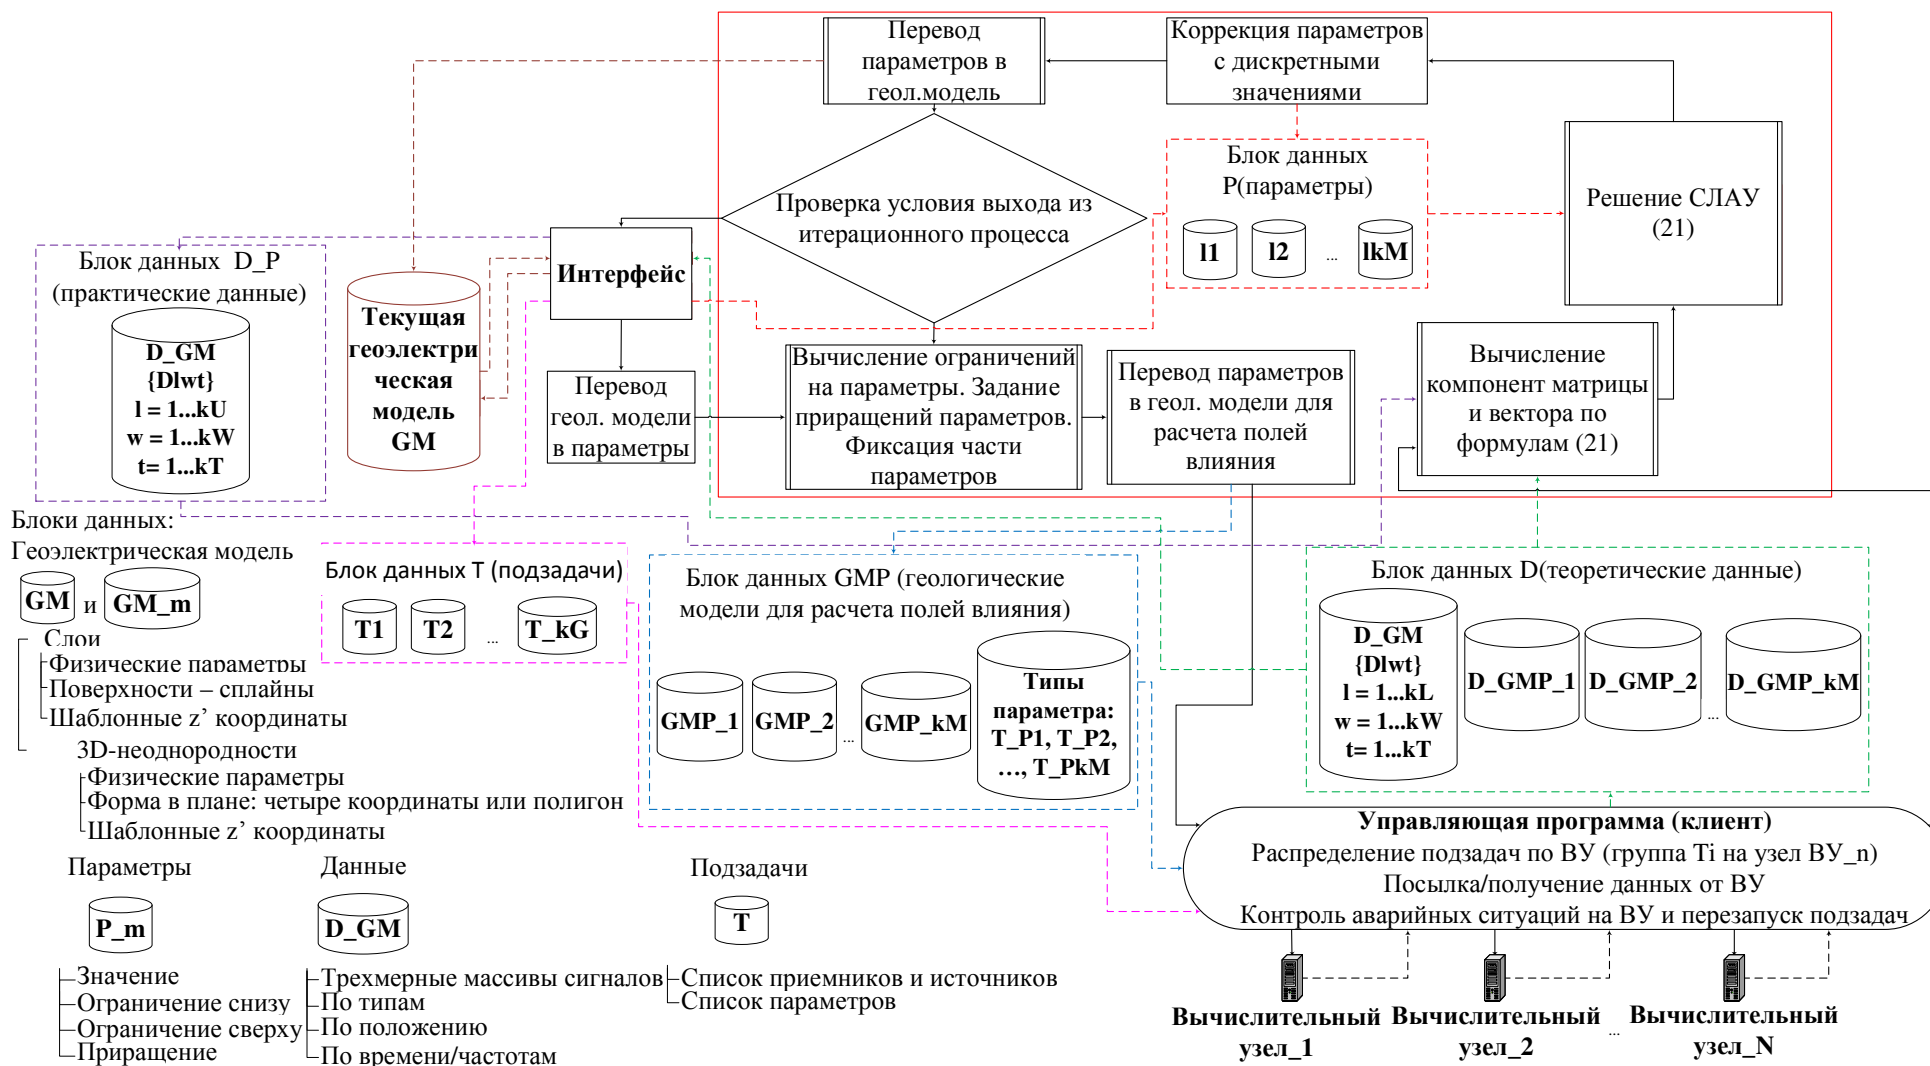 Перевод
параметров в
геол.модель
Коррекция параметров
с дискретными
значениями
Проверка условия выхода из
итерационного процесса
Блок данных
P(параметры)
l1
l2
...
lkM
Решение СЛАУ
(21)
Блок данных D_P
(практические данные)
D_GM
{Dlwt}
l = 1...kU
w = 1...kW
t= 1...kT
Текущая
геоэлектри
ческая
модель
GM
Интерфейс
Перевод
геол. модели
в параметры
Вычисление ограничений
на параметры. Задание
приращений параметров.
Фиксация части
параметров
Перевод параметров
в геол. модели для
расчета полей
влияния
Вычисление
компонент матрицы
и вектора по
формулам (21)
Блоки данных:
Геоэлектрическая модель
GM и GM_m
Слои
Физические параметры
Поверхности – сплайны
Шаблонные z’ координаты
3D-неоднородности
Физические параметры
Форма в плане: четыре координаты или полигон
Шаблонные z’ координаты
Блок данных T (подзадачи)
T1
T2
...
T_kG
Блок данных GMP (геологические
модели для расчета полей влияния)
GMP_1
GMP_2
...
GMP_kM
Типы
параметра:
T_P1, T_P2,
…, T_PkM
Блок данных D(теоретические данные)
D_GM
{Dlwt}
l = 1...kL
w = 1...kW
t= 1...kT
D_GMP_1
D_GMP_2
...
D_GMP_kM
Управляющая программа (клиент)
Распределение подзадач по ВУ (группа Ti на узел ВУ_n)
Посылка/получение данных от ВУ
Контроль аварийных ситуаций на ВУ и перезапуск подзадач
Параметры
P_m
Значение
Ограничение снизу
Ограничение сверху
Приращение
Данные
D_GM
Трехмерные массивы сигналов
По типам
По положению
По времени/частотам
Подзадачи
T
Список приемников и источников
Список параметров
Вычислительный
узел_1
Вычислительный
узел_2
...
Вычислительный
узел_N